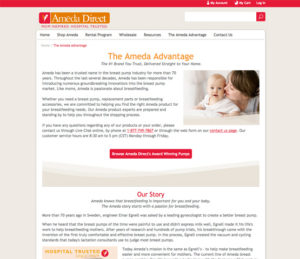 My Account My Cart Log In
Ameda Direct
MOM INSPIRED. HOSPITAL TRUSTED.
Home Shop Ameda Rental Program Wholesale Resources The Ameda Advantage Contact Us
Home / The Ameda Advantage
The Ameda Advantage
The #1 Brand You Trust, Delivered Straight to Your Home.
Ameda has been a trusted name in the breast pump industry for more than 70
years. Throughout the last several decades, Ameda has been responsible for
introducing numerous groundbreaking innovations into the breast pump
market. Like moms, Ameda is passionate about breastfeeding.
Whether you need a breast pump, replacement parts or breastfeeding
accessories, we are committed to helping you find the right Ameda product for
your breastfeeding needs. Our Ameda product experts are prepared and
standing by to help you throughout the shopping process.
If you have any questions regarding any of our products or your order, please
contact us through Live Chat online, by phone at or through the web form on our contact us page. Our
customer service hours are 8:30 am to 5 pm (CST) Monday through Friday.
Browse Ameda Direct's Award Winning Pumps
Our Story
Ameda knows that breastfeeding is important for you and your baby.
The Ameda story starts with a passion for breastfeeding.
More than 70 years ago in Sweden, engineer Einar Egnell was asked by a leading gynecologist to create a better breast pump.
When he heard that the breast pumps of the time were painful to use and didn't express milk well, Egnell made it his life's
work to help breastfeeding mothers. After years of research and hundreds of pump trials, his breakthrough came with the
invention of the first truly comfortable and effective breast pump. In the process, Egnell created the vacuum and cycling
standards that today's lactation consultants use to judge most breast pumps.
HOSPITAL TRUSTED
Today Ameda's mission is the same as Egnell's – to help make breastfeeding easier
and more convenient for mothers. The current line of Ameda breast